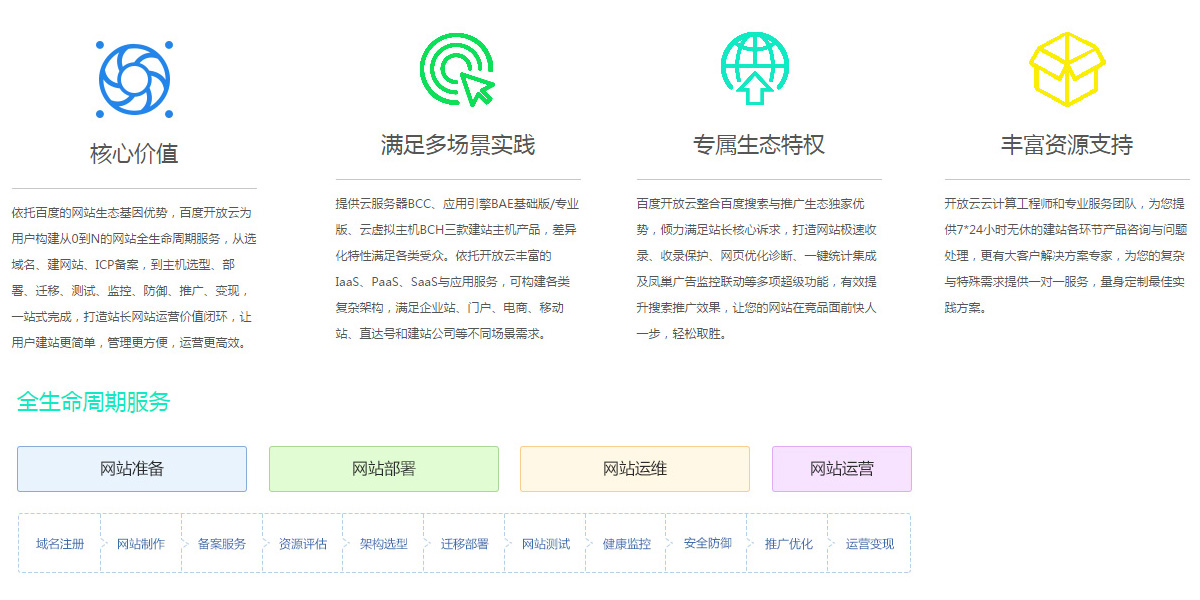 核心价值
依托百度的网站生态基因优势，百度开放云为
用户构建从0到N的网站全生命周期服务，从选
域名、建网站、ICP备案，到主机选型、部
署、迁移、测试、监控、防御、推广、变现，
一站式完成，打造站长网站运营价值闭环，让
用户建站更简单，管理更方便，运营更高效。
满足多场景实践
提供云服务器BCC、应用引擎BAE基础版/专业
版、云虚拟主机BCH三款建站主机产品，差异
化特性满足各类受众。依托开放云丰富的
IaaS、PaaS、SaaS与应用服务，可构建各类
复杂架构，满足企业站、门户、电商、移动
站、直达号和建站公司等不同场景需求。
专属生态特权
百度开放云整合百度搜索与推广生态独家优
势，倾力满足站长核心诉求，打造网站极速收
录、收录保护、网页优化诊断、一键统计集成
及凤巢广告监控联动等多项超级功能，有效提
升搜索推广效果，让您的网站在竞品面前快人
一步，轻松取胜。
丰富资源支持
开放云云计算工程师和专业服务团队，为您提
供7*24小时无休的建站各环节产品咨询与问题
处理，更有大客户解决方案专家，为您的复杂
与特殊需求提供一对一服务，量身定制最佳实
践方案。
全生命周期服务
网站准备
网站部署
网站运维
网站运营
域名注册
网站制作
备案服务
资源评估
架构选型
迁移部署
网站测试
健康监控
安全防御
推广优化
运营变现